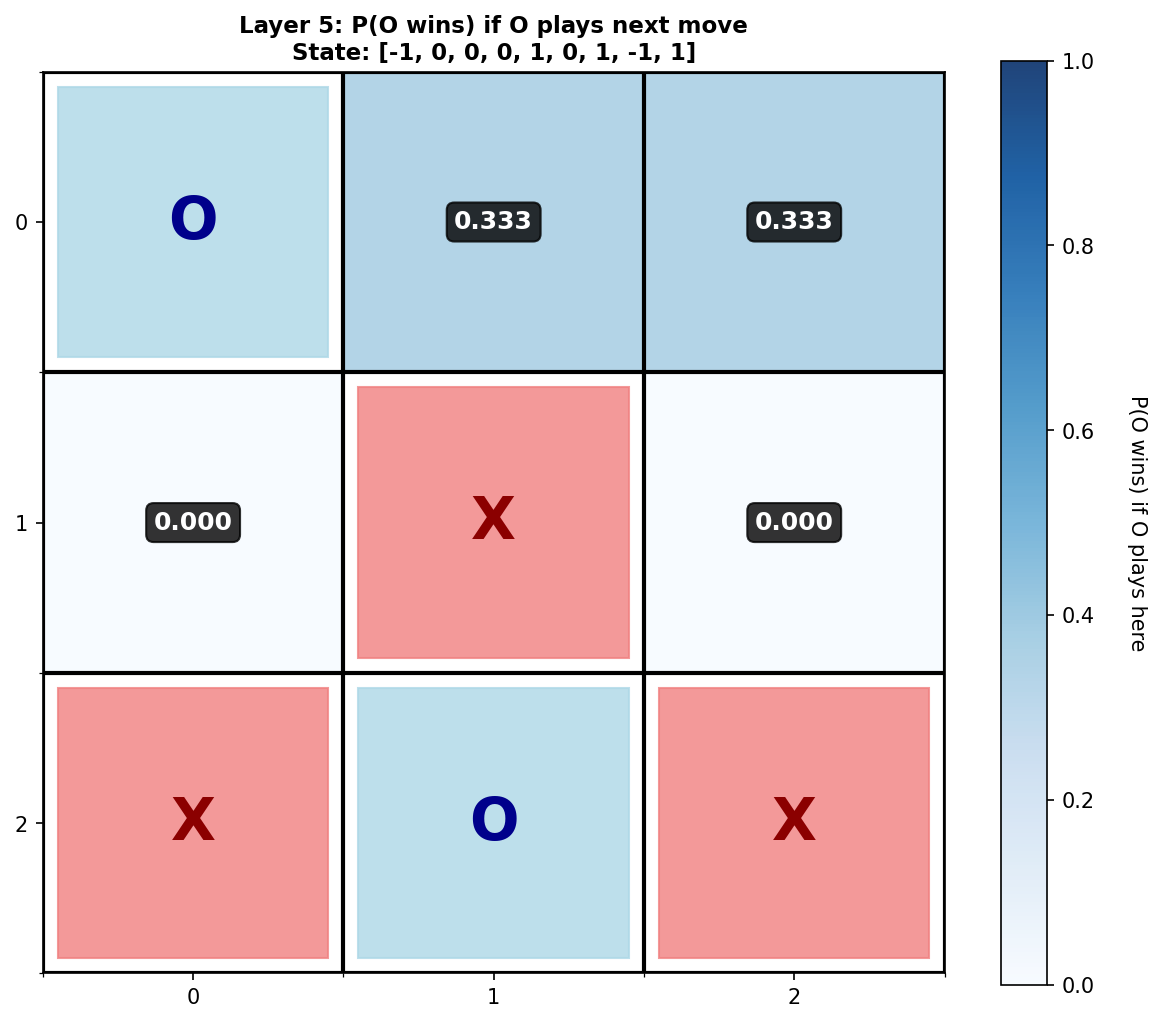 Layer 5: P(O wins) if O plays next move
State: [-1, 0, 0, 0, 1, 0, 1, -1, 1]
0
O
0.333
0.333
1
0.000
X
0.000
2
X
O
X
0
1
2
1.0
0.8
0.6
0.4
0.2
0.0
P(O wins) if O plays here